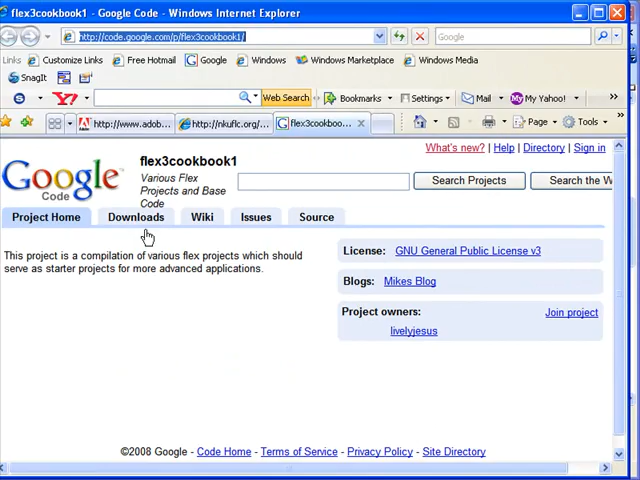 flex3cookbook1 - Google Code - Windows Internet Explorer
http://code.google.com/p/flex3cookbook1/
Google
Links Customize Links Free Hotmail Google Windows Windows Marketplace Windows Media
SnagIt
Y! Web Search Bookmarks Settings Mail My Yahoo!
http://www.adob... http://nkuflc.org/... flex3cookboo... Page Tools
What's new? | Help | Directory | Sign in
Google Code
flex3cookbook1
Various Flex
Projects and Base
Code
Search Projects Search the W
Project Home Downloads Wiki Issues Source
This project is a compilation of various flex projects which should
serve as starter projects for more advanced applications.
License: GNU General Public License v3
Blogs: Mikes Blog
Project owners: Join project
livelyjesus
©2008 Google - Code Home - Terms of Service - Privacy Policy - Site Directory